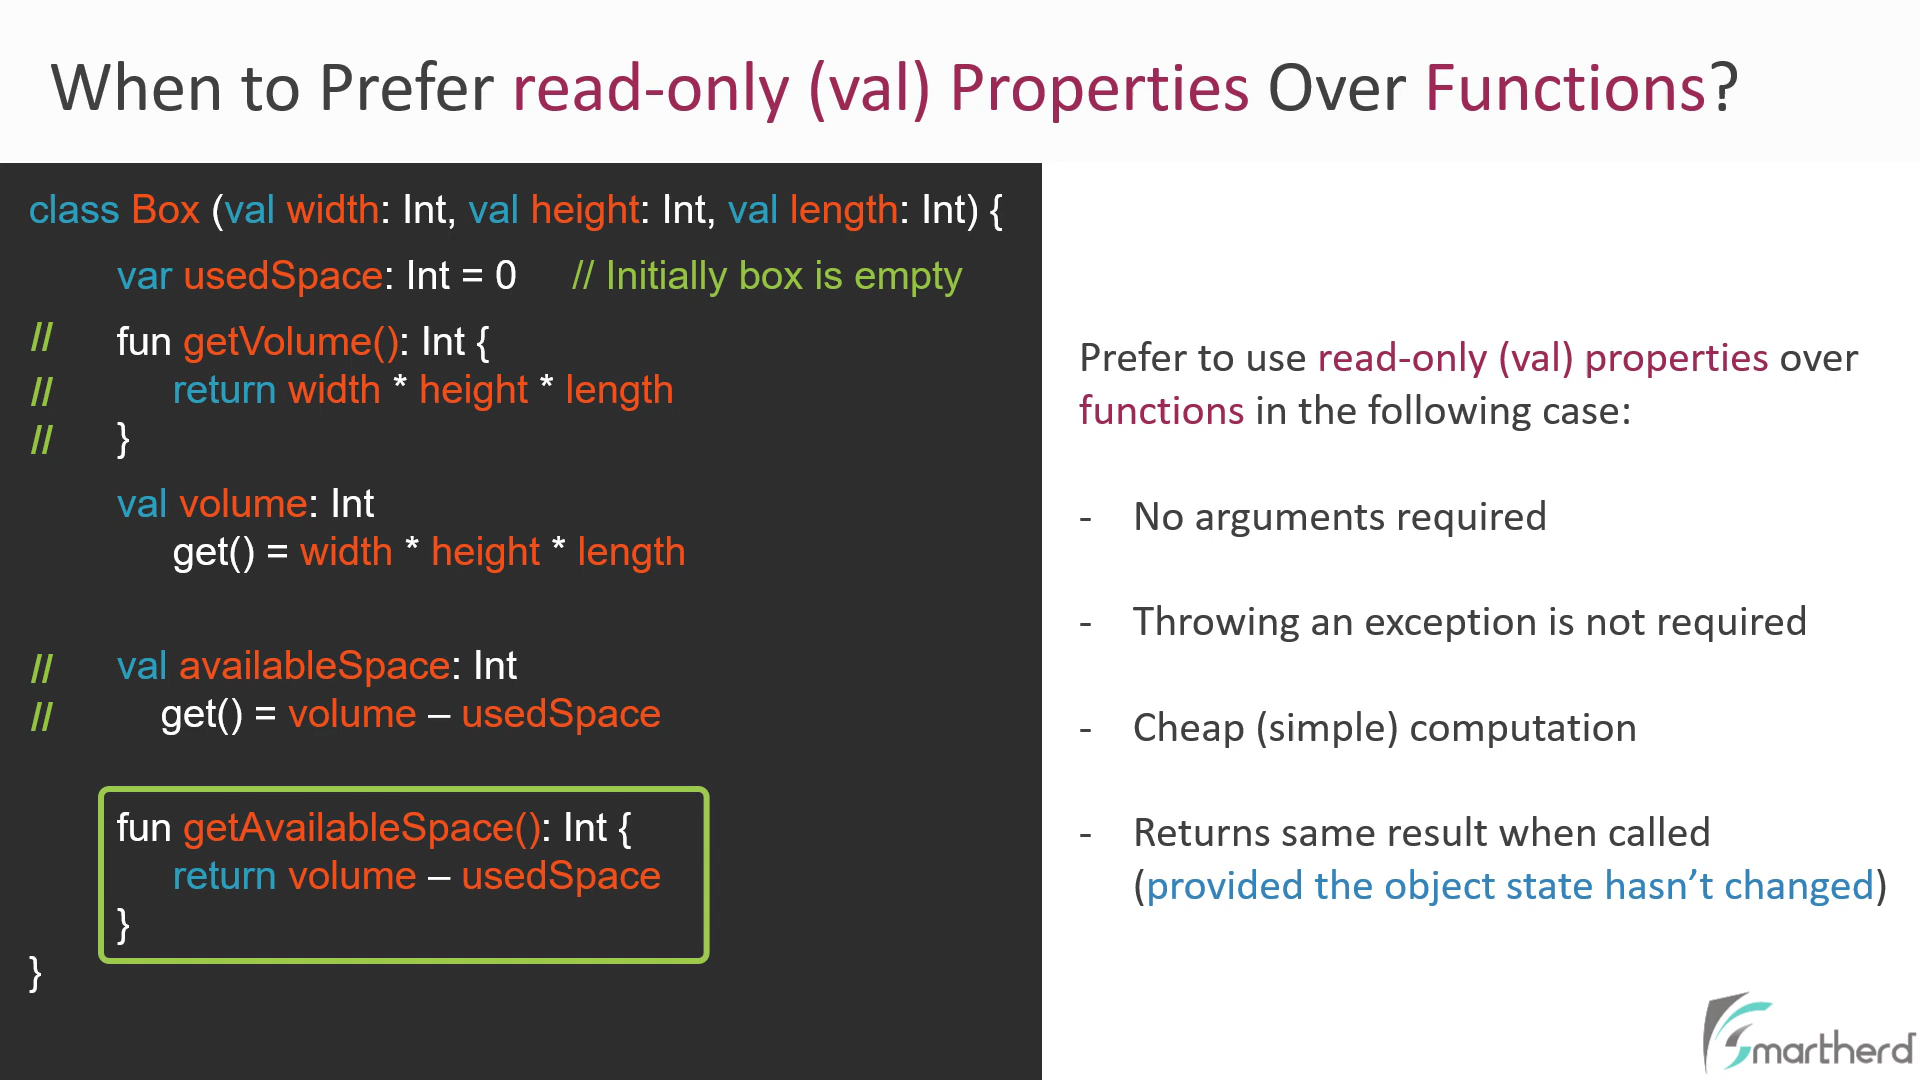 When to Prefer read-only (val) Properties Over Functions?
class Box (val width: Int, val height: Int, val length: Int) {
var usedSpace: Int = 0 // Initially box is empty
// fun getVolume(): Int {
// return width * height * length
// }
val volume: Int
get() = width * height * length
// val availableSpace: Int
// get() = volume – usedSpace
fun getAvailableSpace(): Int {
return volume – usedSpace
}
}
Prefer to use read-only (val) properties over
functions in the following case:
- No arguments required
- Throwing an exception is not required
- Cheap (simple) computation
- Returns same result when called
(provided the object state hasn’t changed)
Smartherd